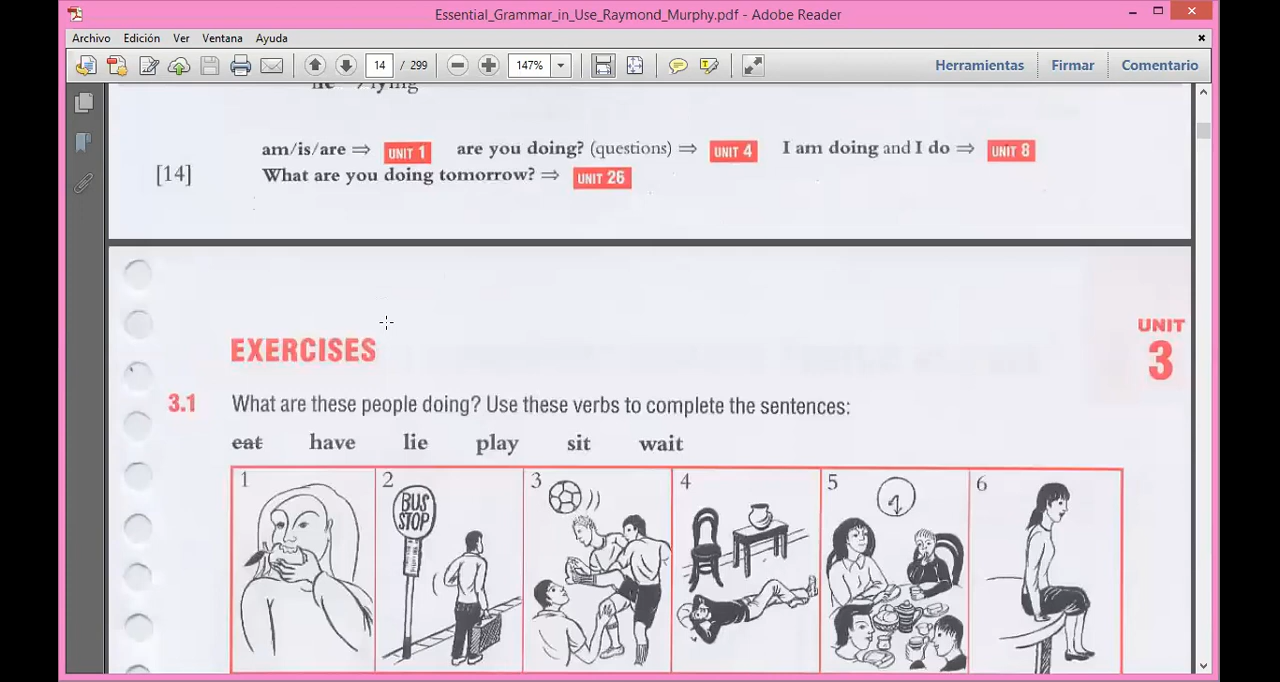 Essential_Grammar_in_Use_Raymond_Murphy.pdf - Adobe Reader
Archivo Edición Ver Ventana Ayuda
14 / 299 147% Herramientas Firmar Comentario
lying
am/is/are ⇒ UNIT 1 are you doing? (questions) ⇒ UNIT 4 I am doing and I do ⇒ UNIT 8
[14] What are you doing tomorrow? ⇒ UNIT 26
EXERCISES
UNIT
3
3.1 What are these people doing? Use these verbs to complete the sentences:
eat have lie play sit wait
1 2 3 4 5 6
BUS
STOP